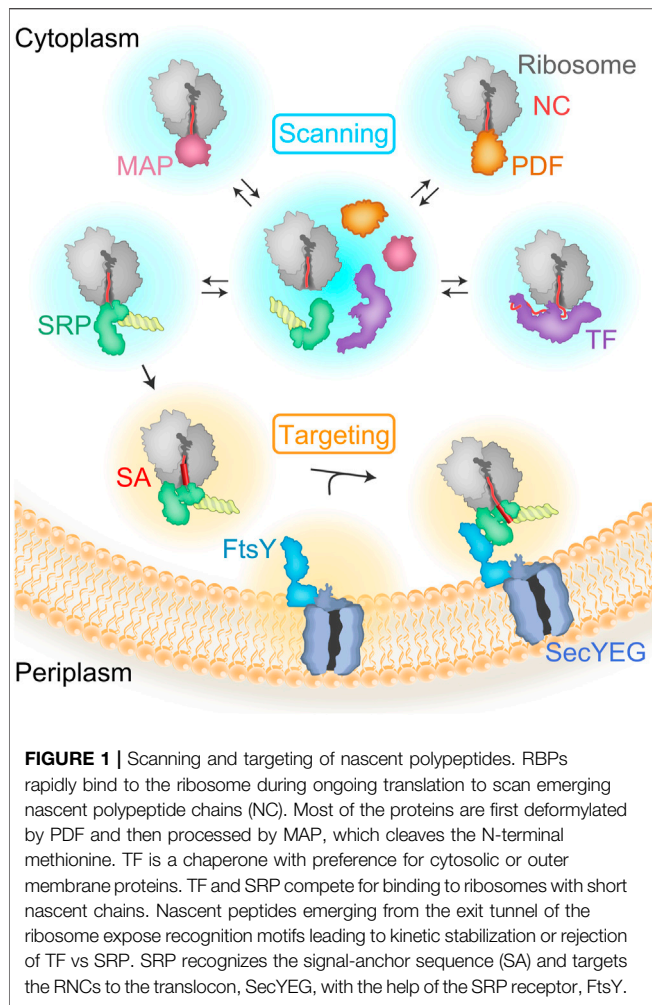 Cytoplasm
Ribosome
NC
Scanning
MAP
PDF
SRP
TF
Targeting
SA
FtsY
SecYEG
Periplasm
FIGURE 1 | Scanning and targeting of nascent polypeptides. RBPs
rapidly bind to the ribosome during ongoing translation to scan emerging
nascent polypeptide chains (NC). Most of the proteins are first deformylated
by PDF and then processed by MAP, which cleaves the N-terminal
methionine. TF is a chaperone with preference for cytosolic or outer
membrane proteins. TF and SRP compete for binding to ribosomes with short
nascent chains. Nascent peptides emerging from the exit tunnel of the
ribosome expose recognition motifs leading to kinetic stabilization or rejection
of TF vs SRP. SRP recognizes the signal-anchor sequence (SA) and targets
the RNCs to the translocon, SecYEG, with the help of the SRP receptor, FtsY.